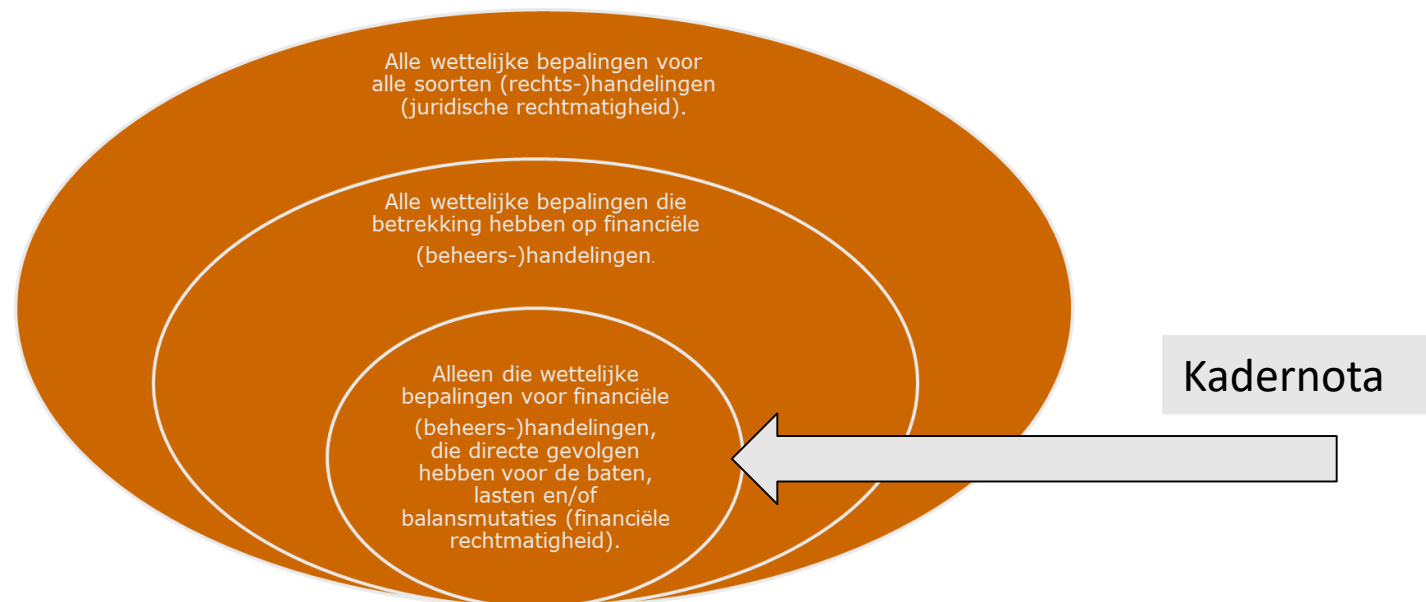 Alle wettelijke bepalingen voor
alle soorten (rechts-)handelingen
(juridische rechtmatigheid).
Alle wettelijke bepalingen die
betrekking hebben op financiële
(beheers-)handelingen.
Alleen die wettelijke
bepalingen voor financiële
(beheers-)handelingen,
die directe gevolgen
hebben voor de baten,
lasten en/of
balansmutaties (financiële
rechtmatigheid).
Kadernota